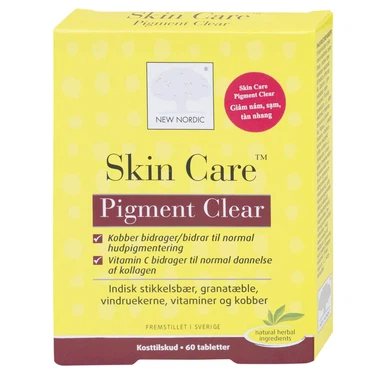 NEW NORDIC
®
Skin Care
Pigment Clear
Giảm nám, sạm,
tàn nhang
Skin Care™
Pigment Clear
Kobber bidrager/bidrar til normal
hudpigmentering
Vitamin C bidrager til normal dannelse
af kollagen
Indisk stikkelsbær, granatæble,
vindruekerne, vitaminer og kobber
FREMSTILLET I SVERIGE
natural herbal
ingredients
Kosttilskud • 60 tabletter